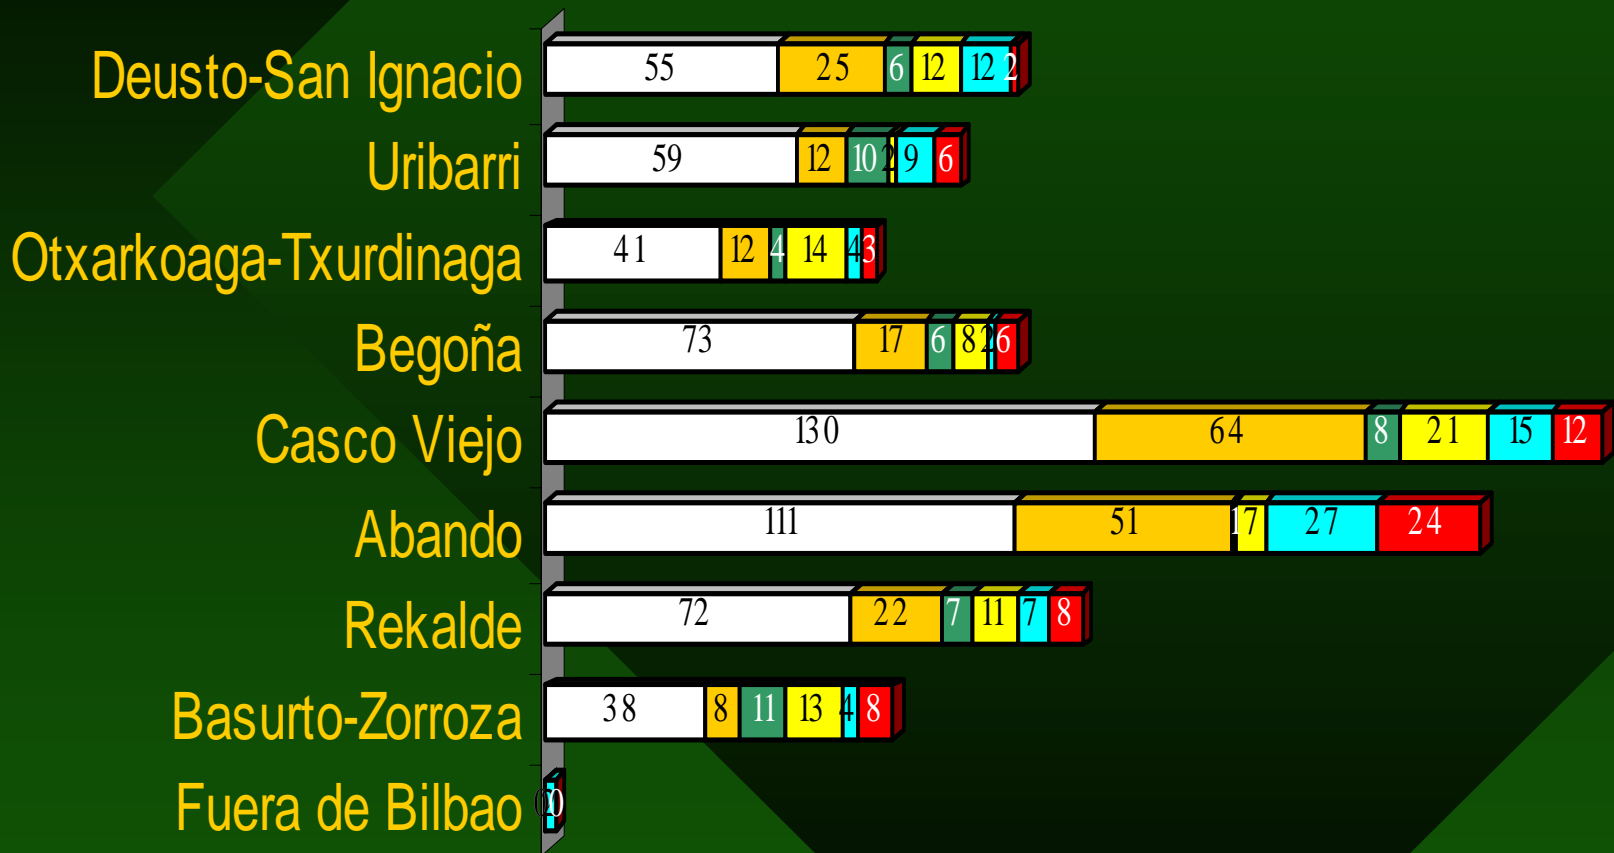 Deusto-San Ignacio 55 25 6 12 12 2
Uribarri 59 12 10 2 9 6
Otxarkoaga-Txurdinaga 41 12 4 14 4 3
Begoña 73 17 6 8 2 6
Casco Viejo 130 64 8 21 15 12
Abando 111 51 1 7 27 24
Rekalde 72 22 7 11 7 8
Basurto-Zorroza 38 8 11 13 4 8
Fuera de Bilbao 0